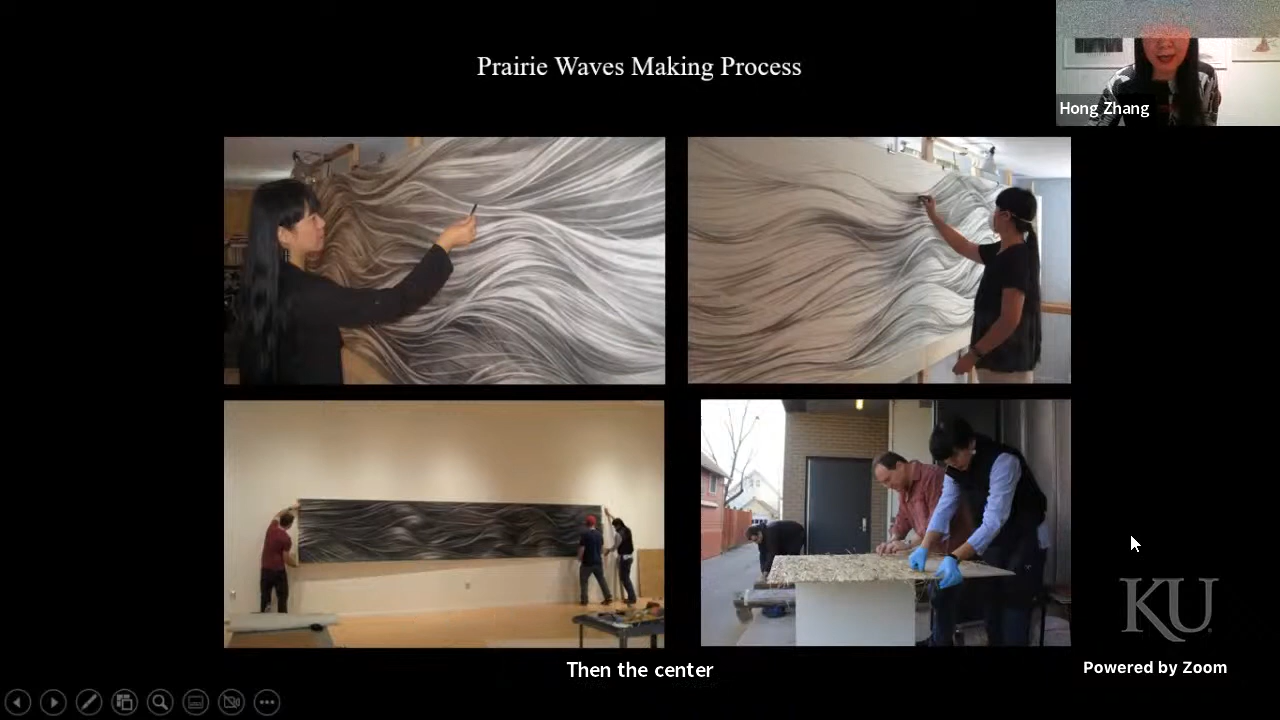 Prairie Waves Making Process
Hong Zhang
Then the center
KU
Powered by Zoom